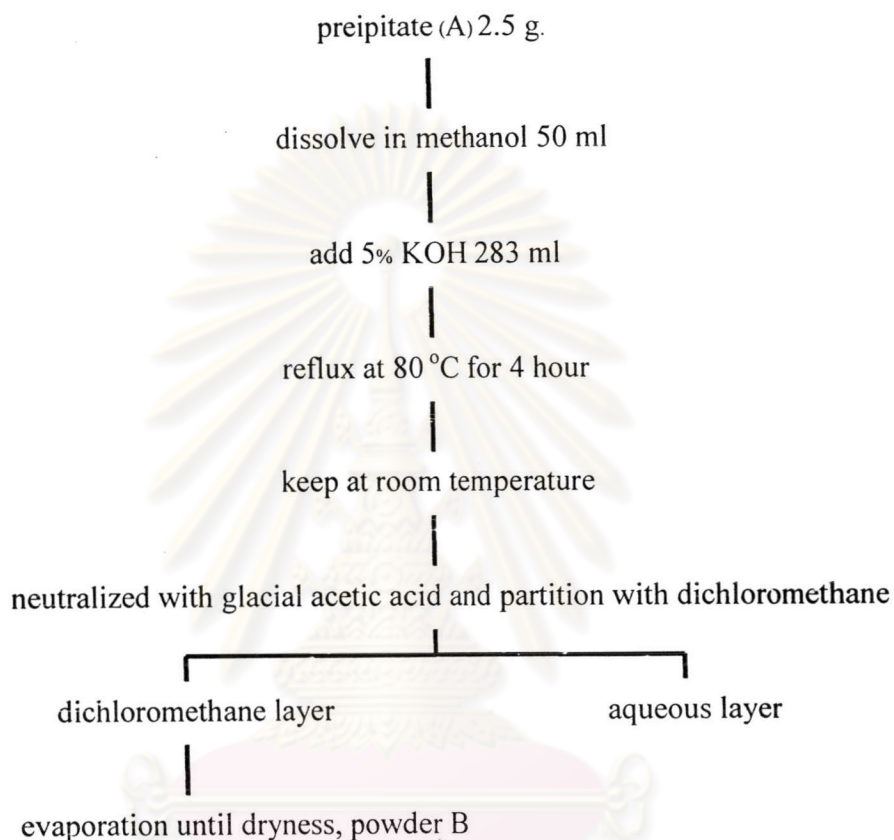 preipitate (A) 2.5 g.
dissolve in methanol 50 ml
add 5% KOH 283 ml
reflux at 80 °C for 4 hour
keep at room temperature
neutralized with glacial acetic acid and partition with dichloromethane
dichloromethane layer
aqueous layer
evaporation until dryness, powder B